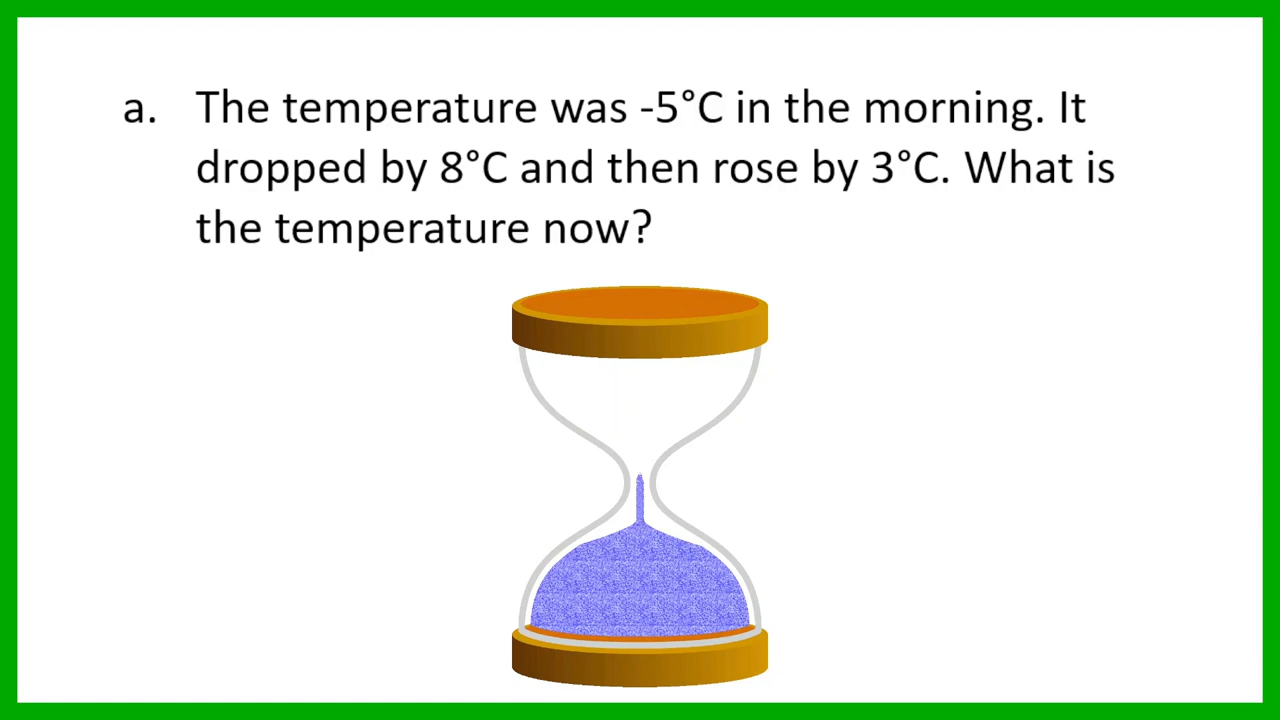 a. The temperature was -5°C in the morning. It
dropped by 8°C and then rose by 3°C. What is
the temperature now?